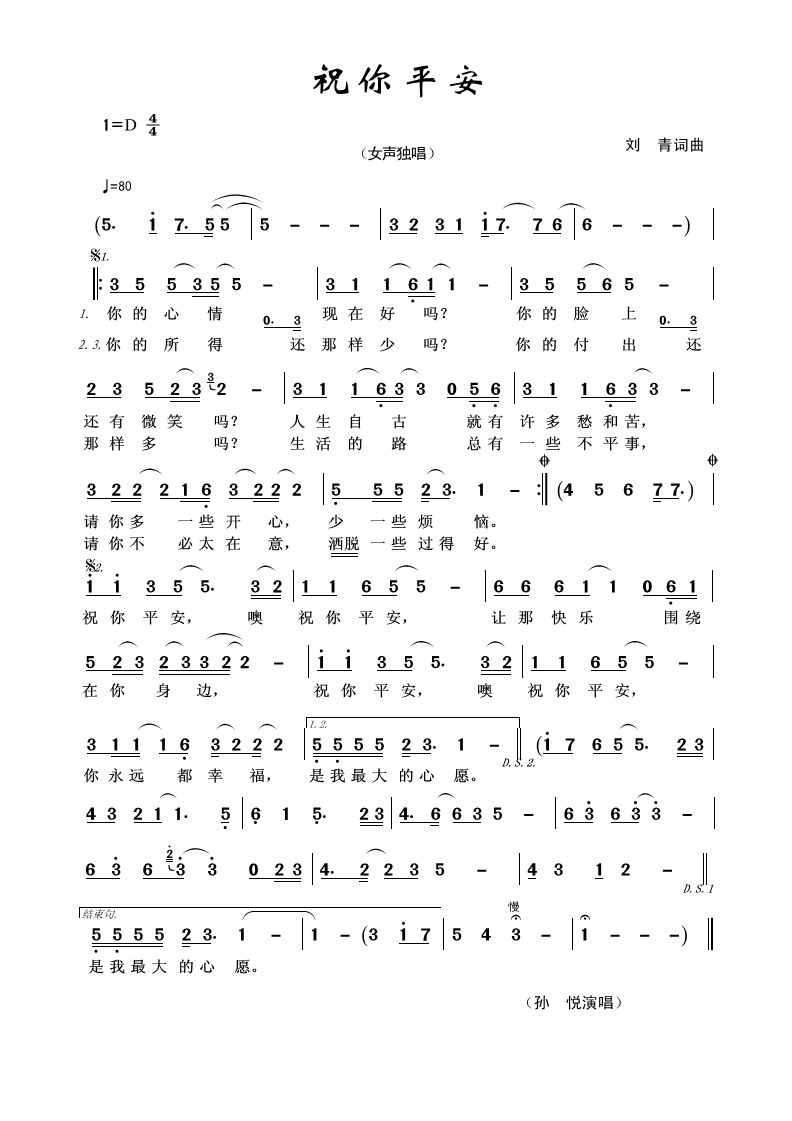 祝你平安
1=D 4/4
（女声独唱）
刘 青词曲
♩=80
(5. 1 7. 5 5 | 5 - - - | 3 2 3 1 1 7. 7 6 | 6 - - -) |
𝄋1.
‖: 3 5 5 3 5 5 - | 3 1 1 6 1 1 - | 3 5 5 6 5 - |
1. 你的心情 现在好吗？ 你的脸上
0. 3 0. 3
2. 3. 你的所得 还那样少吗？ 你的付出 还
2 3 5 2 3 3 2 - | 3 1 1 6 3 3 0 5 6 | 3 1 1 6 3 3 - |
还有微笑吗？ 人生自古 就有许多愁和苦，
那样多 吗？ 生活的路 总有一些不平事，
3 2 2 2 1 6 3 2 2 2 | 5 5 5 2 3. 1 - :‖ (4 5 6 7 7.) |
请你多 一些开心， 少 一些烦 恼。
请你不 必太在意， 洒脱一些过得好。
𝄋2.
1 1 3 5 5. 3 2 | 1 1 6 5 5 - | 6 6 6 1 1 0 6 1 |
祝你平安， 噢 祝你平安， 让那快乐 围绕
5 2 3 2 3 3 2 2 - | 1 1 3 5 5. 3 2 | 1 1 6 5 5 - |
在你身边， 祝你平安， 噢 祝你平安，
1. 2.
3 1 1 1 6 3 2 2 2 | 5 5 5 5 2 3. 1 - ‖ (1 7 6 5 5. 2 3 |
D.S.2.
你永远 都幸福， 是我最大的心愿。
4 3 2 1 1. 5 | 6 1 5. 2 3 | 4. 6 6 3 5 - | 6 3 6 3 3 - |
6 3 6 2 3 3 0 2 3 | 4. 2 2 3 5 - | 4 3 1 2 - ‖
D.S.1
结束句.
慢
5 5 5 5 2 3. 1 - | 1 - (3 1 7 | 5 4 3 - | 1 - - -) ‖
是我最大的心愿。
（孙 悦演唱）